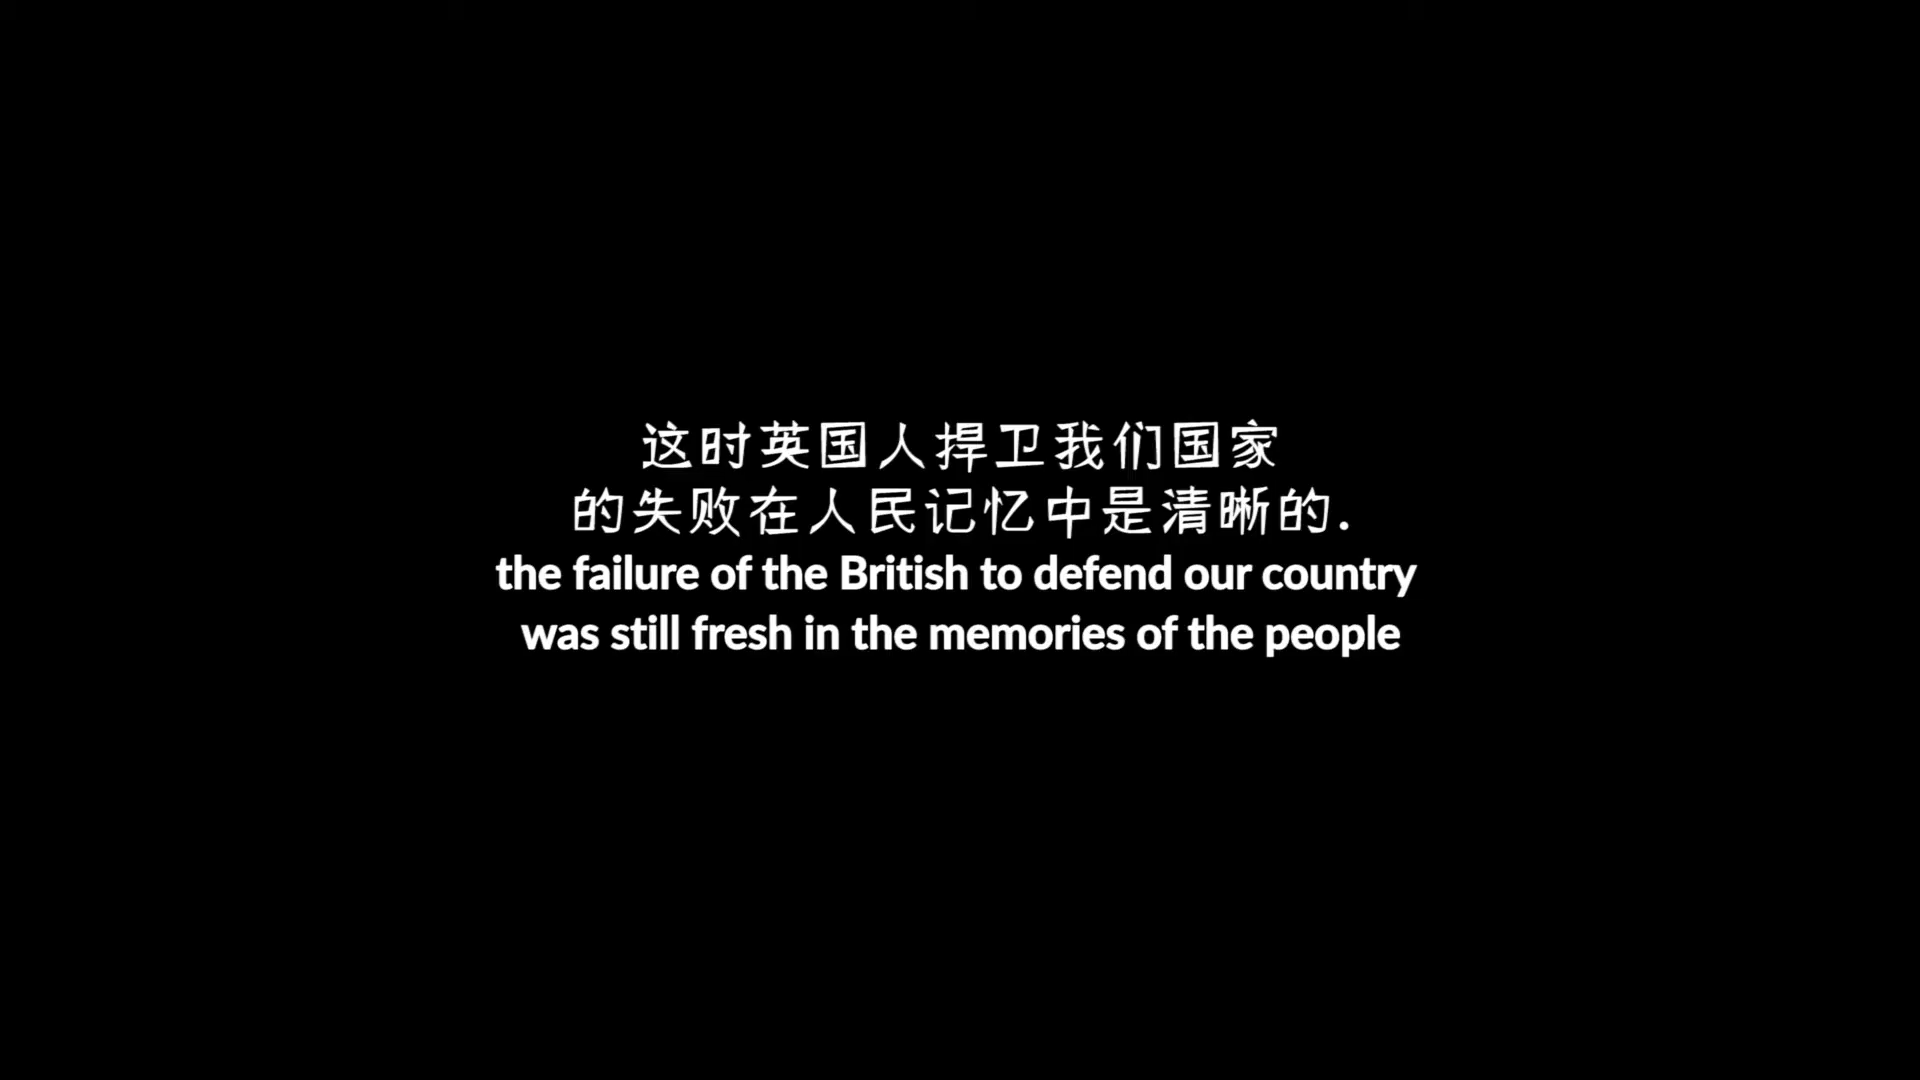 这时英国人捍卫我们国家
的失败在人民记忆中是清晰的.
the failure of the British to defend our country
was still fresh in the memories of the people